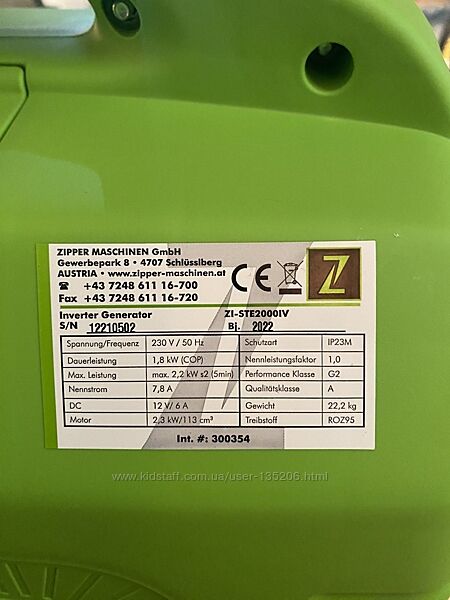 ZIPPER MASCHINEN GmbH
Gewerbepark 8 • 4707 Schlüsslberg
AUSTRIA • www.zipper-maschinen.at
☎ +43 7248 611 16-700
Fax +43 7248 611 16-720
CE
Z
Inverter Generator ZI-STE2000IV
S/N 12210502 Bj. 2022
Spannung/Frequenz 230 V / 50 Hz Schutzart IP23M
Dauerleistung 1,8 kW (COP) Nennleistungsfaktor 1,0
Max. Leistung max. 2,2 kW s2 (5min) Performance Klasse G2
Nennstrom 7,8 A Qualitätsklasse A
DC 12 V/ 6 A Gewicht 22,2 kg
Motor 2,3 kW/113 cm³ Treibstoff ROZ95
Int. #: 300354
www.kidstaff.com.ua/user-135206.html